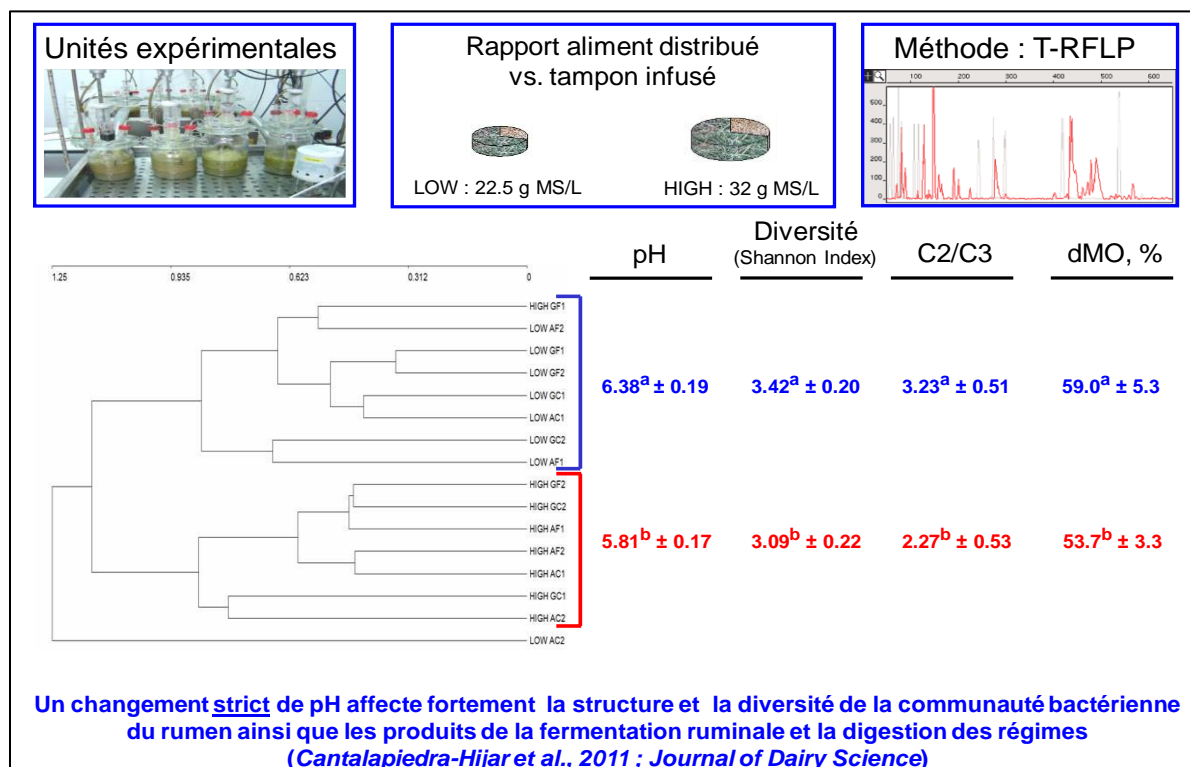 Unités expérimentales
Rapport aliment distribué
vs. tampon infusé
LOW : 22.5 g MS/L
HIGH : 32 g MS/L
Méthode : T-RFLP
100 200 300 400 500 600
500
400
300
200
100
0
pH
Diversité
(Shannon Index)
C2/C3
dMO, %
1.25 0.935 0.623 0.312 0
HIGH GF1
LOW AF2
LOW GF1
LOW GF2
LOW GC1
LOW AC1
LOW GC2
LOW AF1
HIGH GF2
HIGH GC2
HIGH AF1
HIGH AF2
HIGH AC1
HIGH GC1
HIGH AC2
LOW AC2
6.38a ± 0.19 3.42a ± 0.20 3.23a ± 0.51 59.0a ± 5.3
5.81b ± 0.17 3.09b ± 0.22 2.27b ± 0.53 53.7b ± 3.3
Un changement strict de pH affecte fortement la structure et la diversité de la communauté bactérienne
du rumen ainsi que les produits de la fermentation ruminale et la digestion des régimes
(Cantalapiedra-Hijar et al., 2011 ; Journal of Dairy Science)